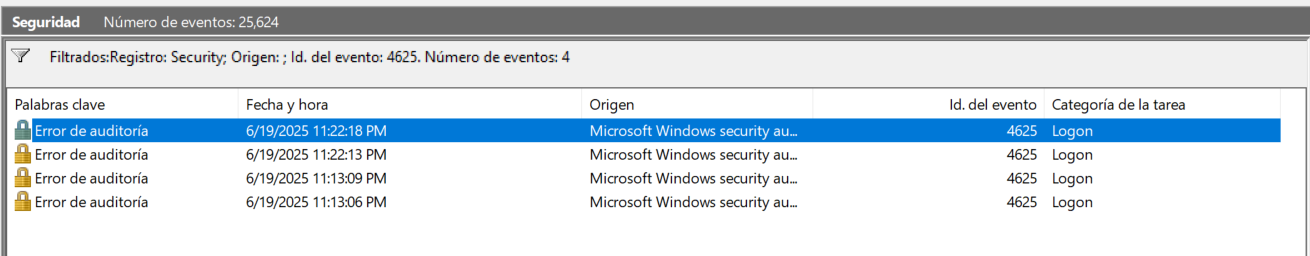 Seguridad Número de eventos: 25,624
Filtrados:Registro: Security; Origen: ; Id. del evento: 4625. Número de eventos: 4
Palabras clave Fecha y hora Origen Id. del evento Categoría de la tarea
Error de auditoría 6/19/2025 11:22:18 PM Microsoft Windows security au... 4625 Logon
Error de auditoría 6/19/2025 11:22:13 PM Microsoft Windows security au... 4625 Logon
Error de auditoría 6/19/2025 11:13:09 PM Microsoft Windows security au... 4625 Logon
Error de auditoría 6/19/2025 11:13:06 PM Microsoft Windows security au... 4625 Logon